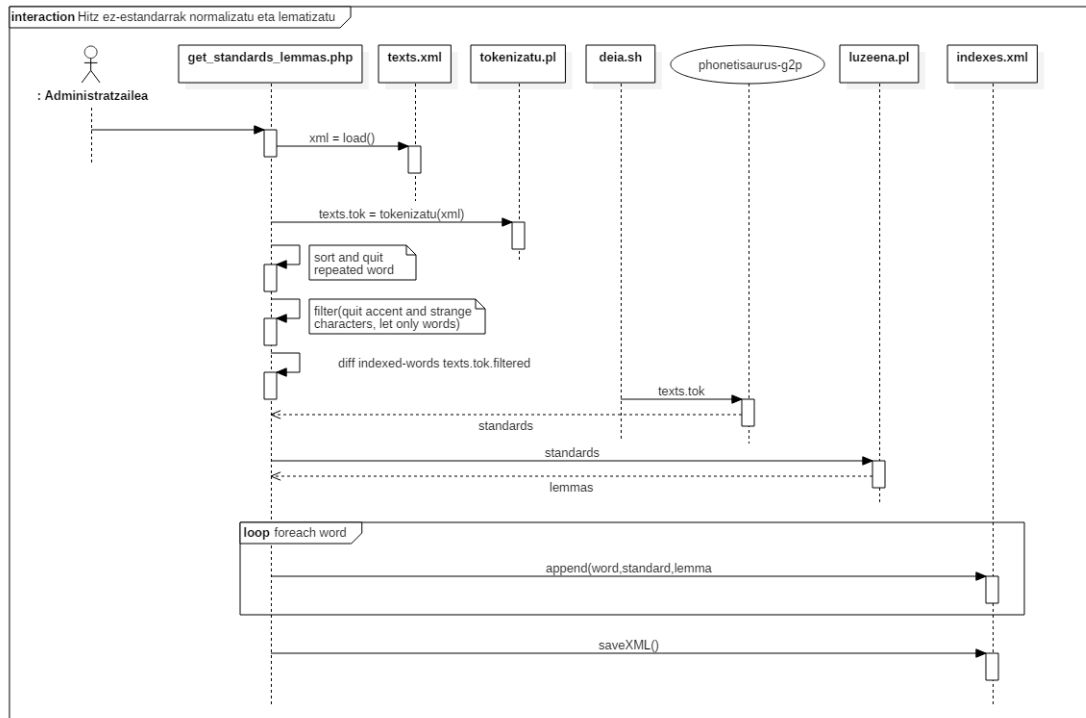 interaction Hitz ez-estandarrak normalizatu eta lematizatu
get_standards_lemmas.php
texts.xml
tokenizatu.pl
deia.sh
phonetisaurus-g2p
luzeena.pl
indexes.xml
: Administratzailea
xml = load()
texts.tok = tokenizatu(xml)
sort and quit
repeated word
filter(quit accent and strange
characters, let only words)
diff indexed-words texts.tok.filtered
texts.tok
standards
standards
lemmas
loop foreach word
append(word,standard,lemma
saveXML()